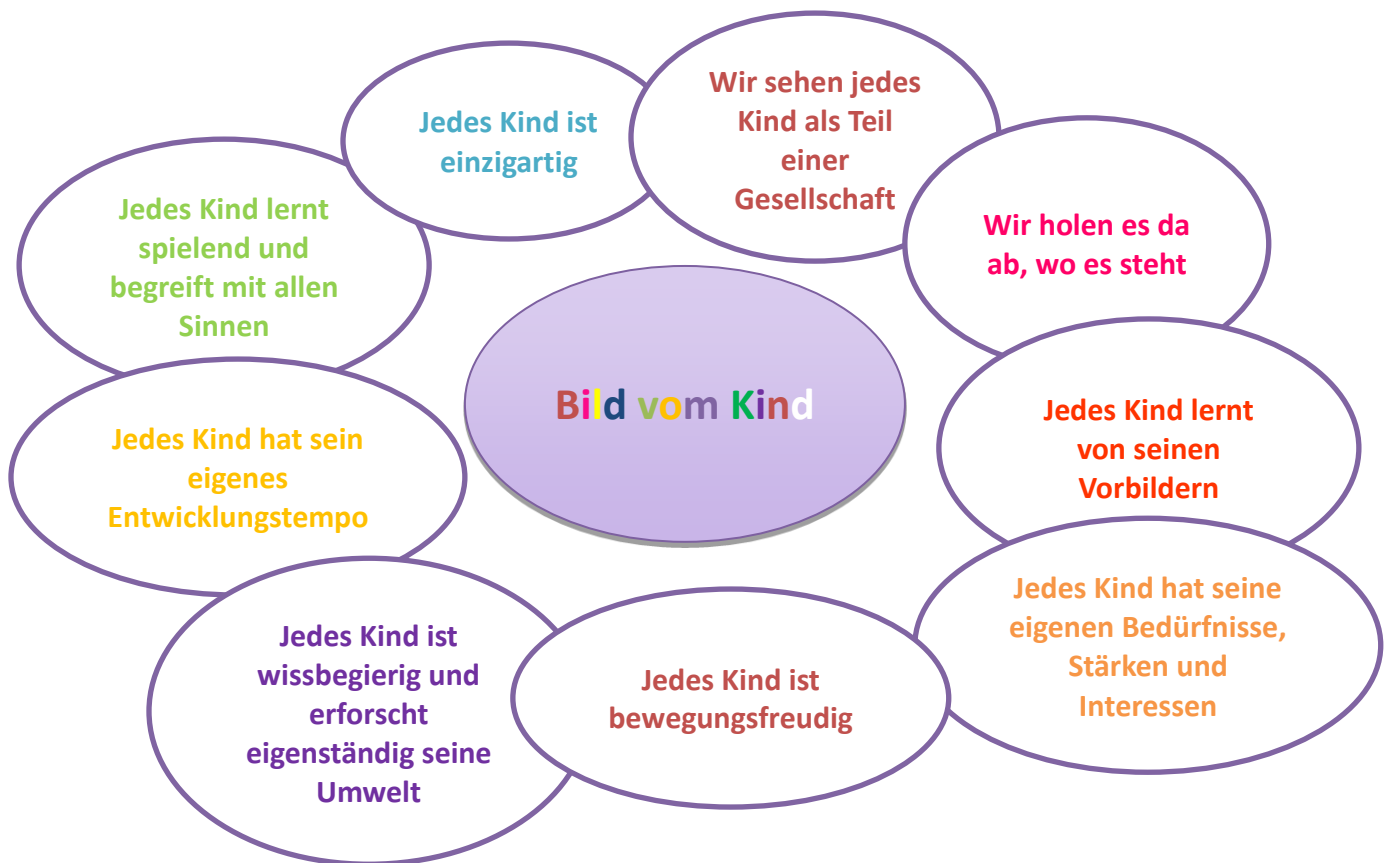 Jedes Kind ist
einzigartig
Wir sehen jedes
Kind als Teil
einer
Gesellschaft
Wir holen es da
ab, wo es steht
Jedes Kind lernt
von seinen
Vorbildern
Jedes Kind hat seine
eigenen Bedürfnisse,
Stärken und
Interessen
Jedes Kind ist
bewegungsfreudig
Jedes Kind ist
wissbegierig und
erforscht
eigenständig seine
Umwelt
Jedes Kind hat sein
eigenes
Entwicklungstempo
Jedes Kind lernt
spielend und
begreift mit allen
Sinnen
Bild vom Kind